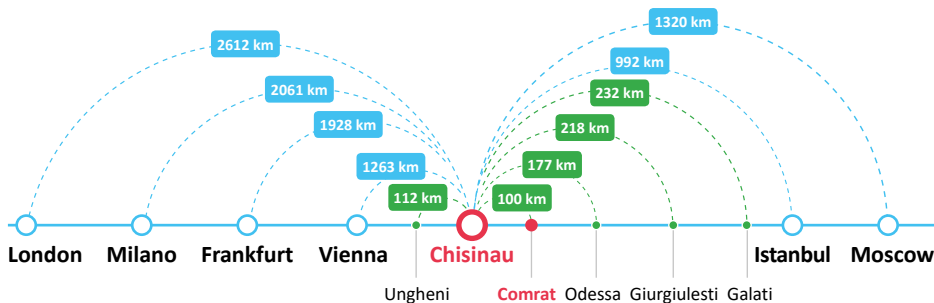 1320 km
2612 km
992 km
2061 km
232 km
1928 km
218 km
1263 km
177 km
112 km
100 km
London Milano Frankfurt Vienna Chisinau Istanbul Moscow
Ungheni Comrat Odessa Giurgiulesti Galati